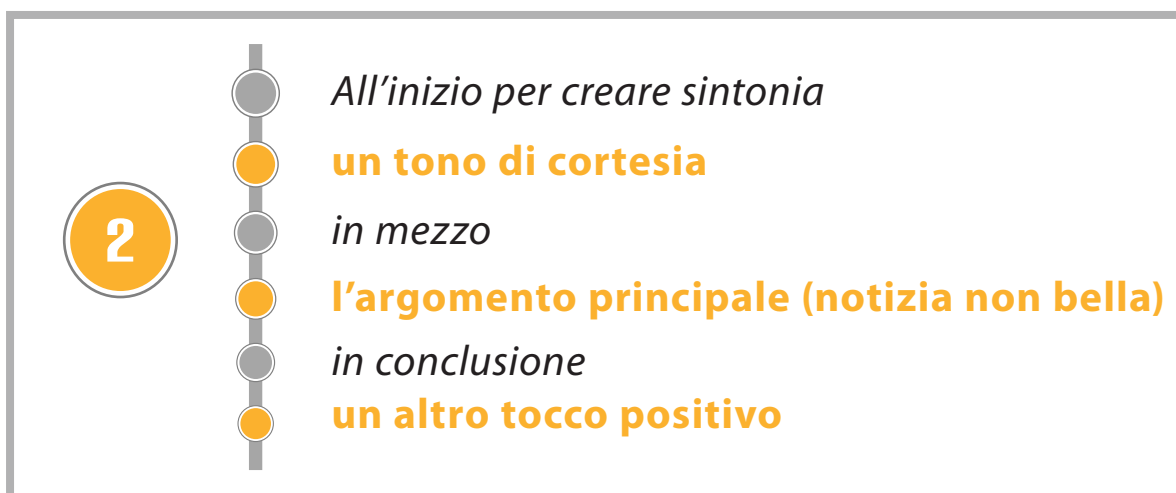 2
All'inizio per creare sintonia
un tono di cortesia
in mezzo
l'argomento principale (notizia non bella)
in conclusione
un altro tocco positivo